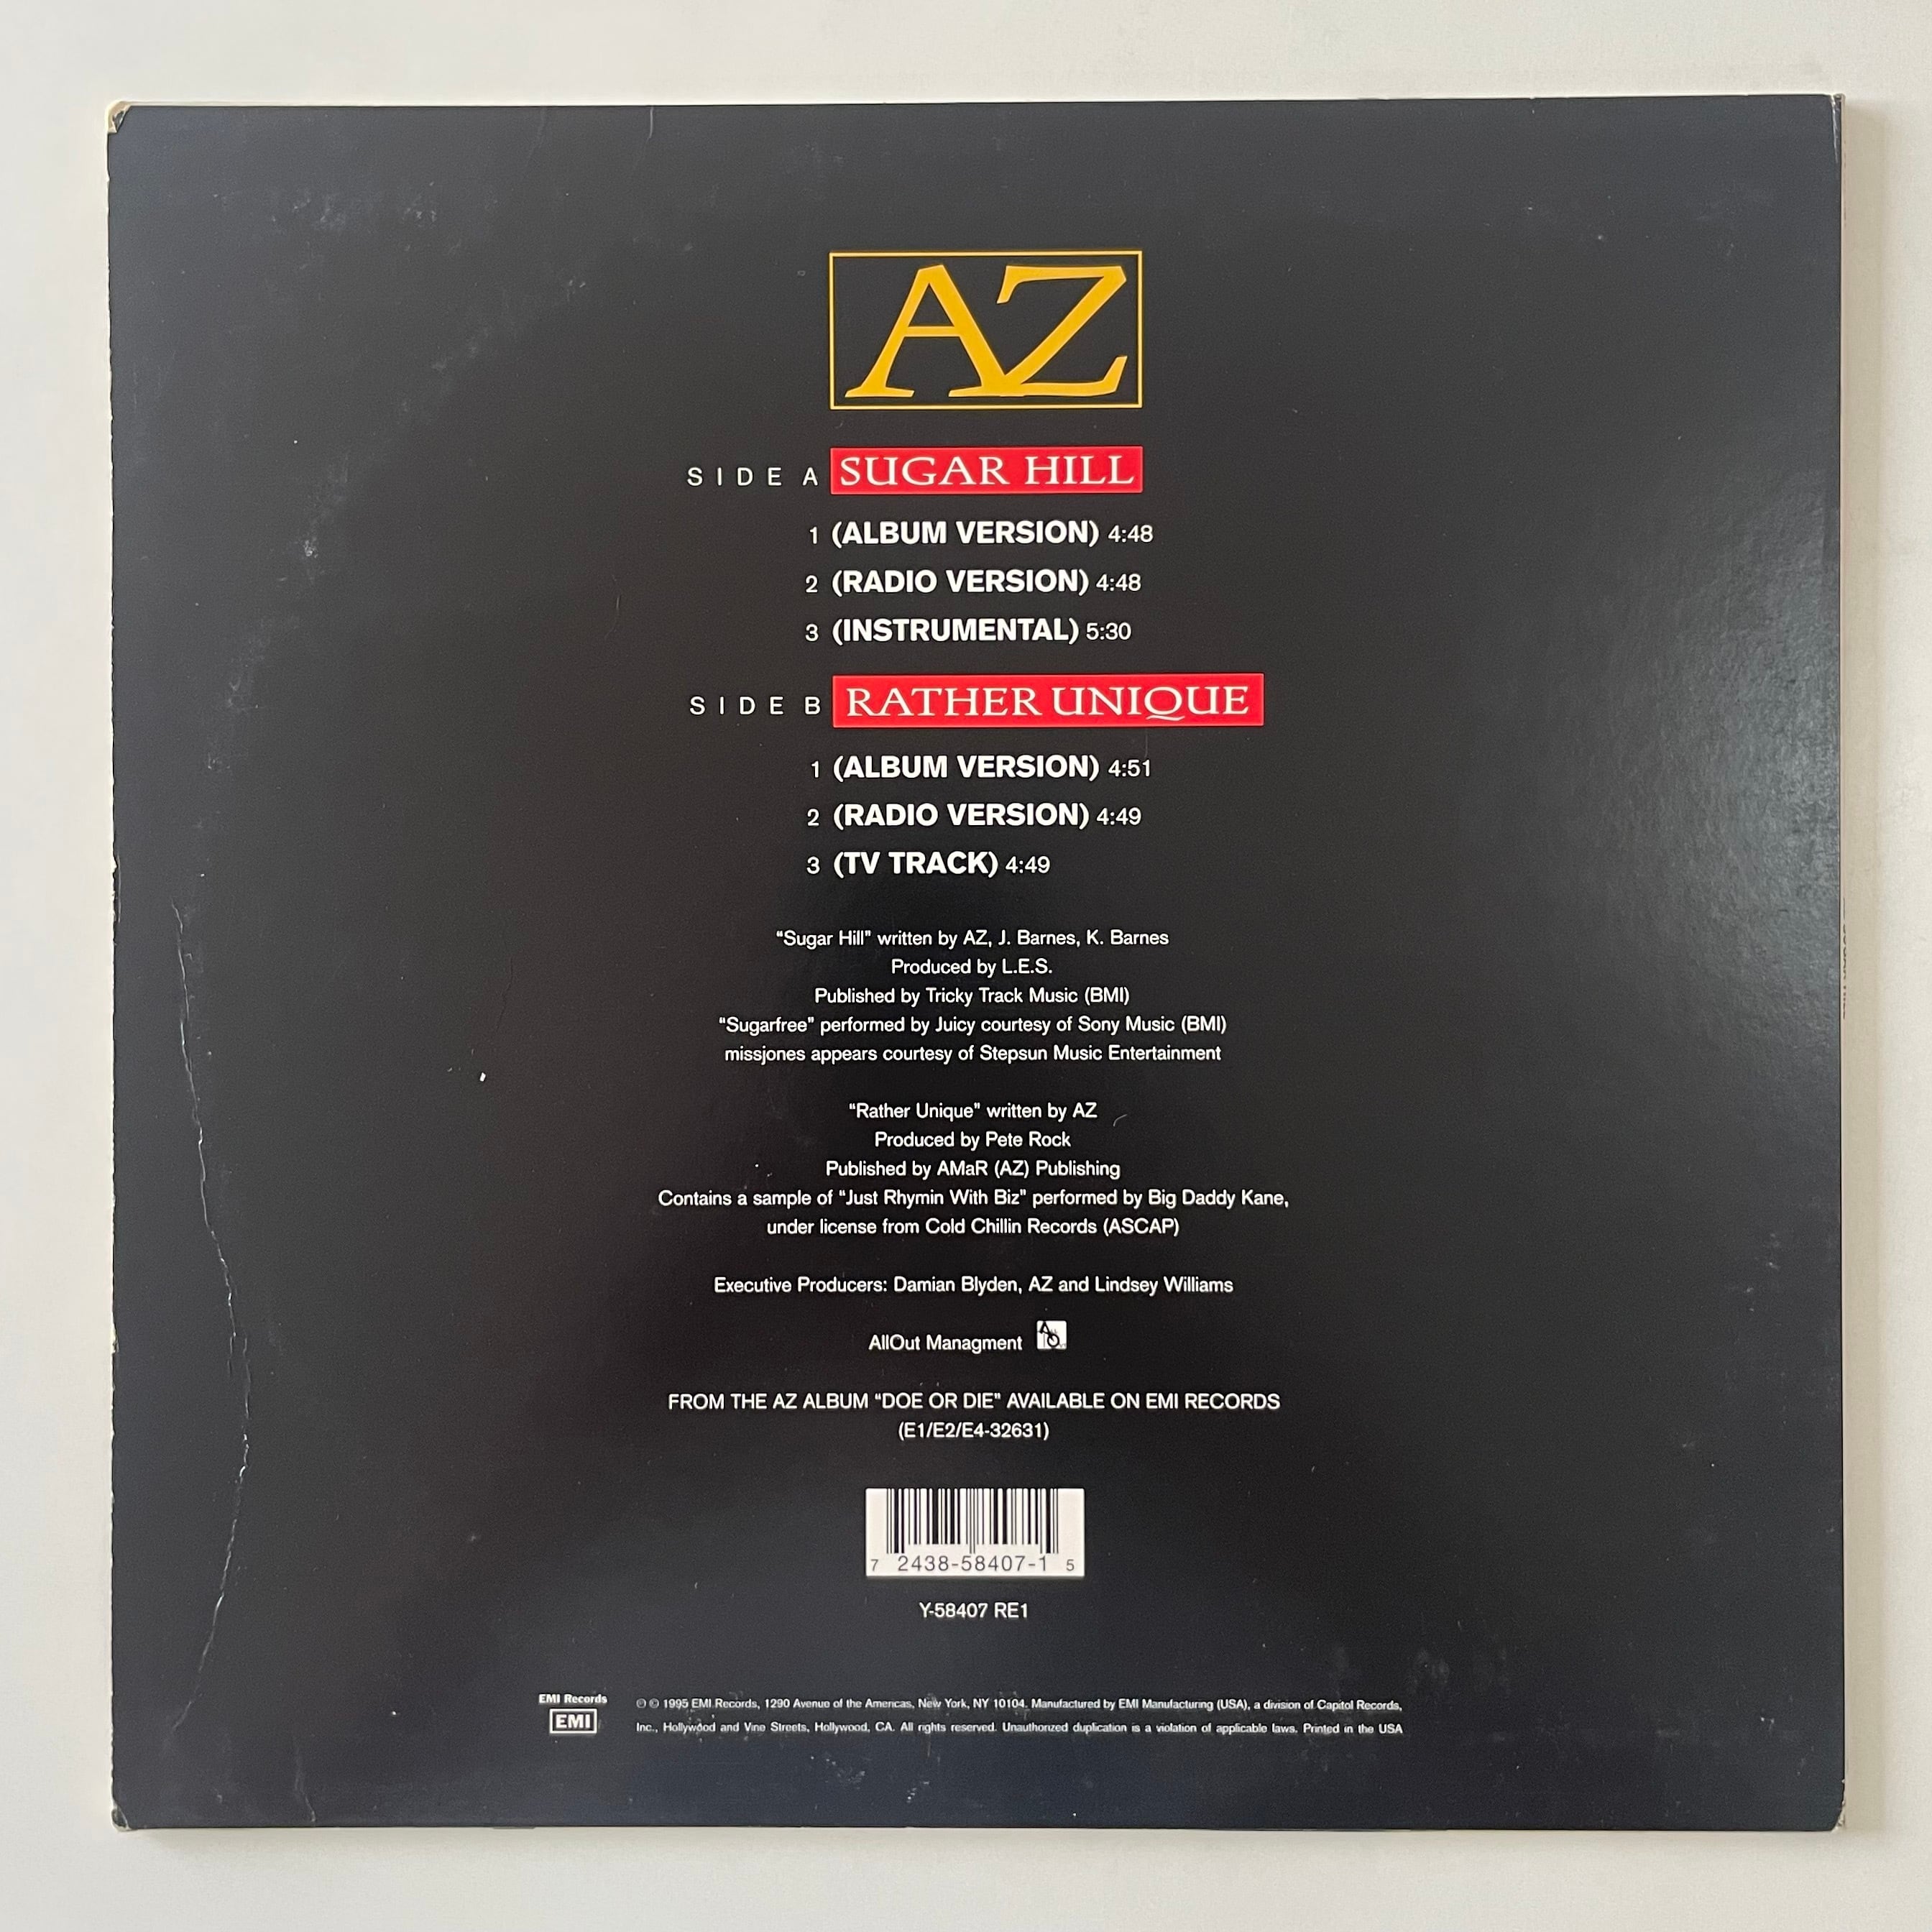 AZ
SIDE A SUGAR HILL
1 (ALBUM VERSION) 4:48
2 (RADIO VERSION) 4:48
3 (INSTRUMENTAL) 5:30
SIDE B RATHER UNIQUE
1 (ALBUM VERSION) 4:51
2 (RADIO VERSION) 4:49
3 (TV TRACK) 4:49
“Sugar Hill” written by AZ, J. Barnes, K. Barnes
Produced by L.E.S.
Published by Tricky Track Music (BMI)
“Sugarfree” performed by Juicy courtesy of Sony Music (BMI)
missjones appears courtesy of Stepsun Music Entertainment
“Rather Unique” written by AZ
Produced by Pete Rock
Published by AMaR (AZ) Publishing
Contains a sample of “Just Rhymin With Biz” performed by Big Daddy Kane,
under license from Cold Chillin Records (ASCAP)
Executive Producers: Damian Blyden, AZ and Lindsey Williams
AllOut Managment AO
FROM THE AZ ALBUM “DOE OR DIE” AVAILABLE ON EMI RECORDS
(E1/E2/E4-32631)
7 2438-58407-1 5
Y-58407 RE1
EMI Records
EMI
℗ © 1995 EMI Records, 1290 Avenue of the Americas, New York, NY 10104. Manufactured by EMI Manufacturing (USA), a division of Capitol Records,
Inc., Hollywood and Vine Streets, Hollywood, CA. All rights reserved. Unauthorized duplication is a violation of applicable laws. Printed in the USA